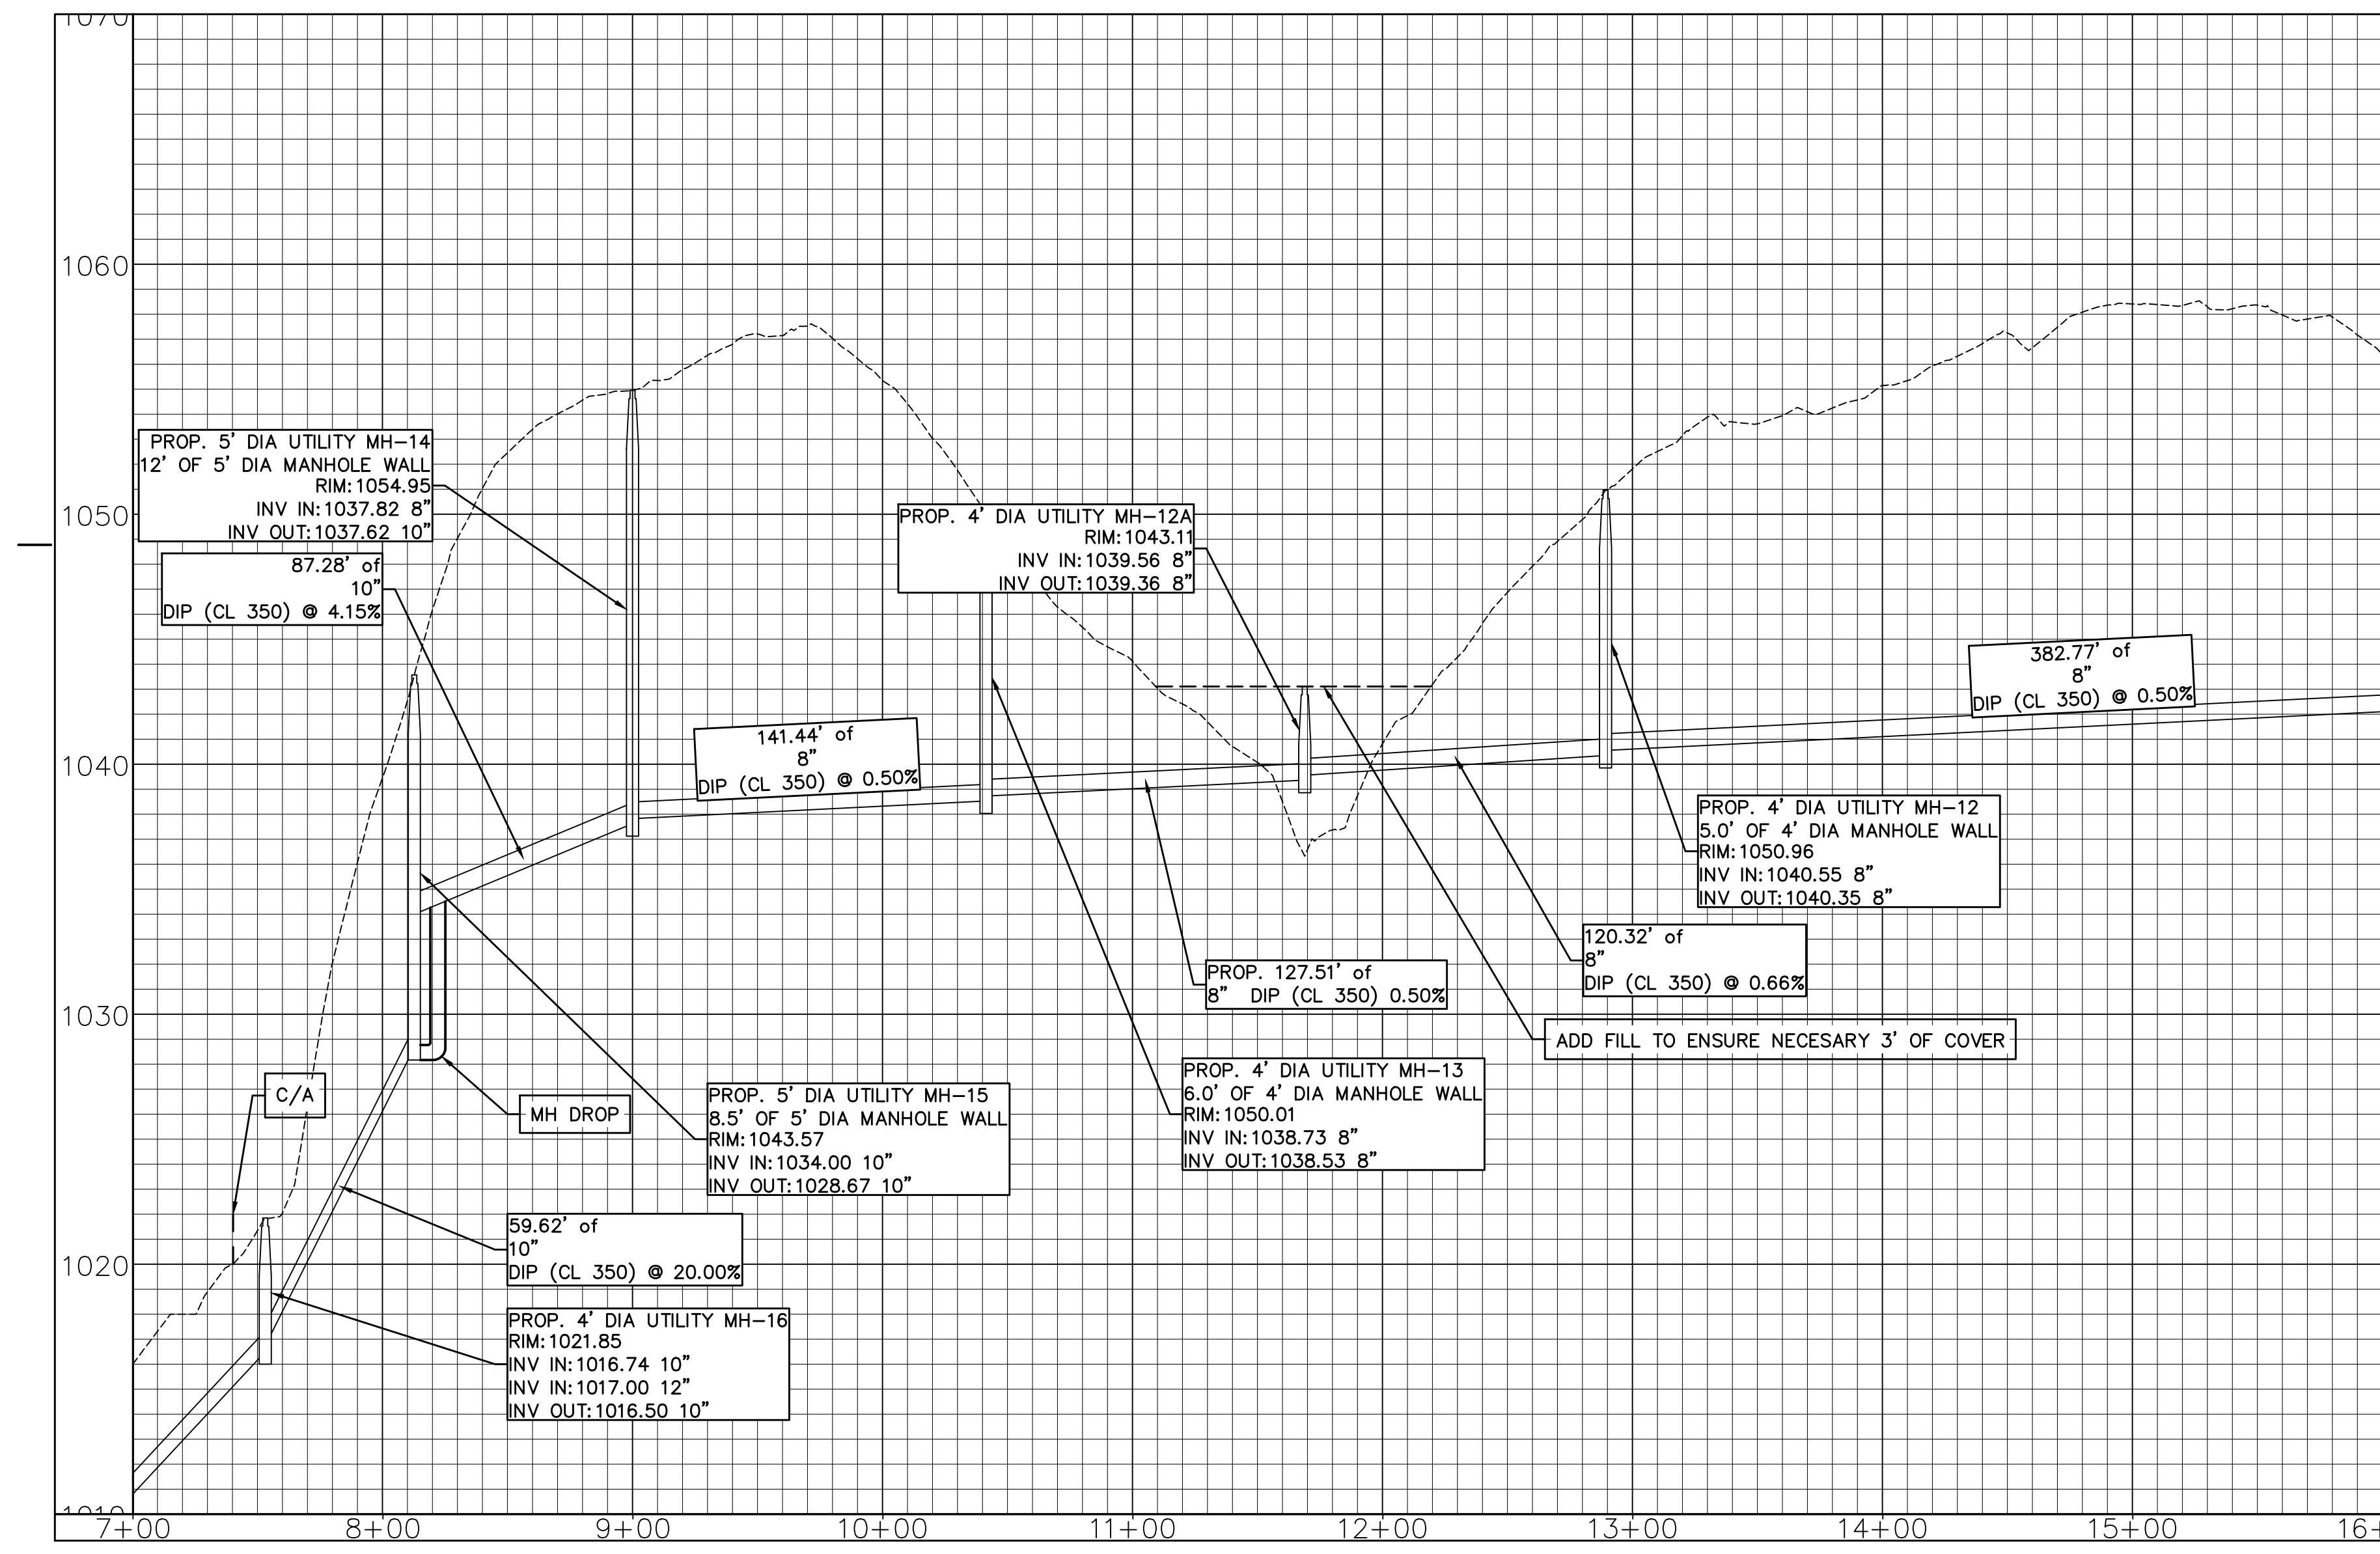 1070
1060
1050
1040
1030
1020
1010
PROP. 5' DIA UTILITY MH-14
12' OF 5' DIA MANHOLE WALL
RIM:1054.95
INV IN:1037.82 8"
INV OUT:1037.62 10"
87.28' of
10"
DIP (CL 350) @ 4.15%
PROP. 4' DIA UTILITY MH-12A
RIM:1043.11
INV IN:1039.56 8"
INV OUT:1039.36 8"
141.44' of
8"
DIP (CL 350) @ 0.50%
382.77' of
8"
DIP (CL 350) @ 0.50%
PROP. 4' DIA UTILITY MH-12
5.0' OF 4' DIA MANHOLE WALL
RIM:1050.96
INV IN:1040.55 8"
INV OUT:1040.35 8"
120.32' of
8"
DIP (CL 350) @ 0.66%
PROP. 127.51' of
8" DIP (CL 350) 0.50%
ADD FILL TO ENSURE NECESARY 3' OF COVER
PROP. 4' DIA UTILITY MH-13
6.0' OF 4' DIA MANHOLE WALL
RIM:1050.01
INV IN:1038.73 8"
INV OUT:1038.53 8"
C/A
MH DROP
PROP. 5' DIA UTILITY MH-15
8.5' OF 5' DIA MANHOLE WALL
RIM:1043.57
INV IN:1034.00 10"
INV OUT:1028.67 10"
59.62' of
10"
DIP (CL 350) @ 20.00%
PROP. 4' DIA UTILITY MH-16
RIM:1021.85
INV IN:1016.74 10"
INV IN:1017.00 12"
INV OUT:1016.50 10"
7+00 8+00 9+00 10+00 11+00 12+00 13+00 14+00 15+00